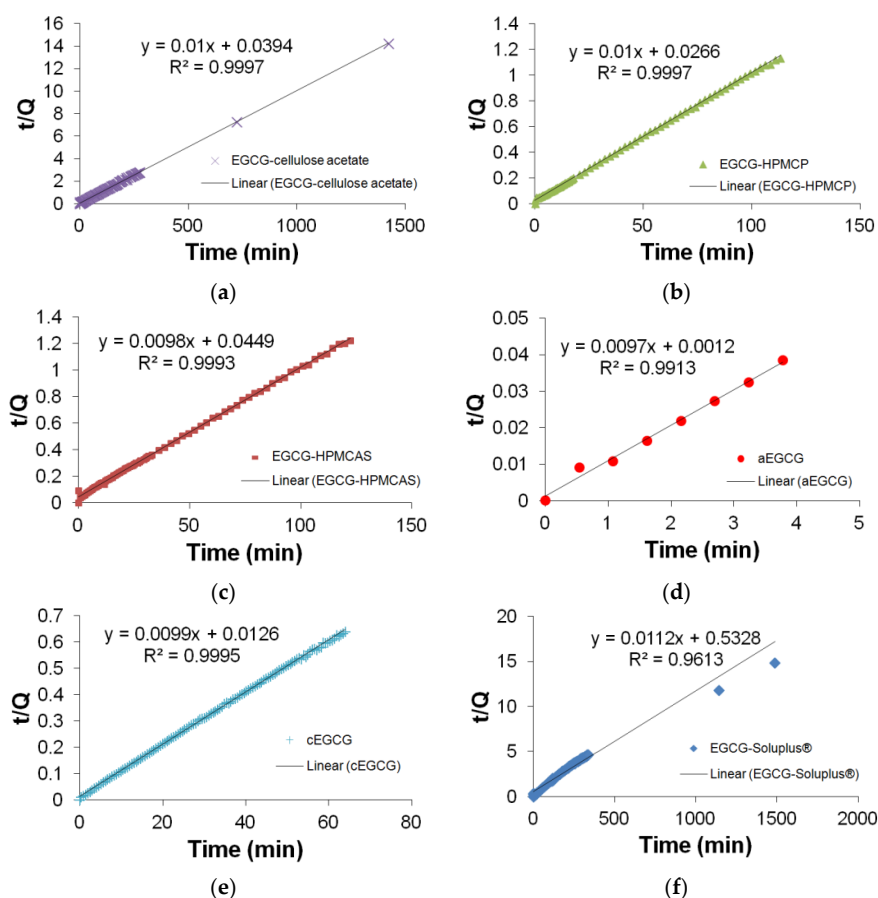 y = 0.01x + 0.0394
R² = 0.9997
t/Q
16
14
12
10
8
6
4
2
0
EGCG-cellulose acetate
Linear (EGCG-cellulose acetate)
0 500 1000 1500
Time (min)
(a)
y = 0.01x + 0.0266
R² = 0.9997
t/Q
1.4
1.2
1
0.8
0.6
0.4
0.2
0
EGCG-HPMCP
Linear (EGCG-HPMCP)
0 50 100 150
Time (min)
(b)
y = 0.0098x + 0.0449
R² = 0.9993
t/Q
1.4
1.2
1
0.8
0.6
0.4
0.2
0
EGCG-HPMCAS
Linear (EGCG-HPMCAS)
0 50 100 150
Time (min)
(c)
y = 0.0097x + 0.0012
R² = 0.9913
t/Q
0.05
0.04
0.03
0.02
0.01
0
aEGCG
Linear (aEGCG)
0 1 2 3 4 5
Time (min)
(d)
y = 0.0099x + 0.0126
R² = 0.9995
t/Q
0.7
0.6
0.5
0.4
0.3
0.2
0.1
0
cEGCG
Linear (cEGCG)
0 20 40 60 80
Time (min)
(e)
y = 0.0112x + 0.5328
R² = 0.9613
t/Q
20
15
10
5
0
EGCG-Soluplus®
Linear (EGCG-Soluplus®)
0 500 1000 1500 2000
Time (min)
(f)